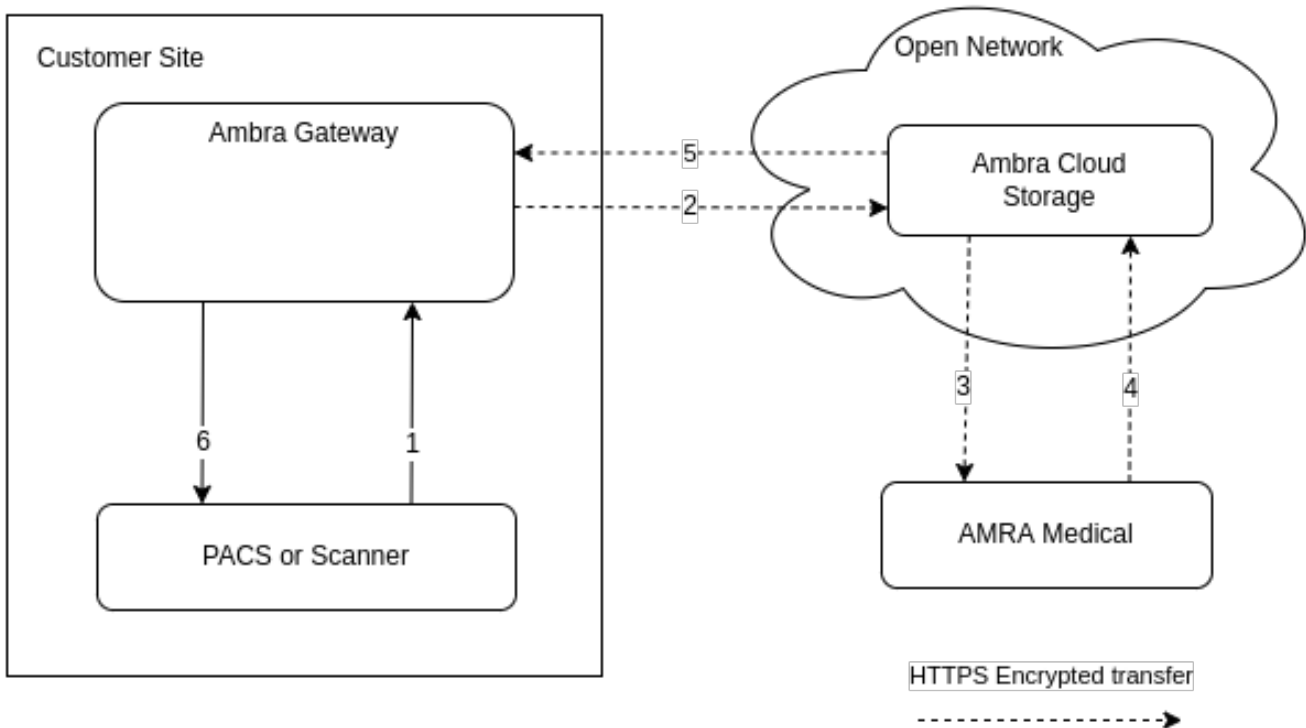 Customer Site
Open Network
Ambra Gateway
5
Ambra Cloud
Storage
2
3
4
6
1
AMRA Medical
PACS or Scanner
HTTPS Encrypted transfer